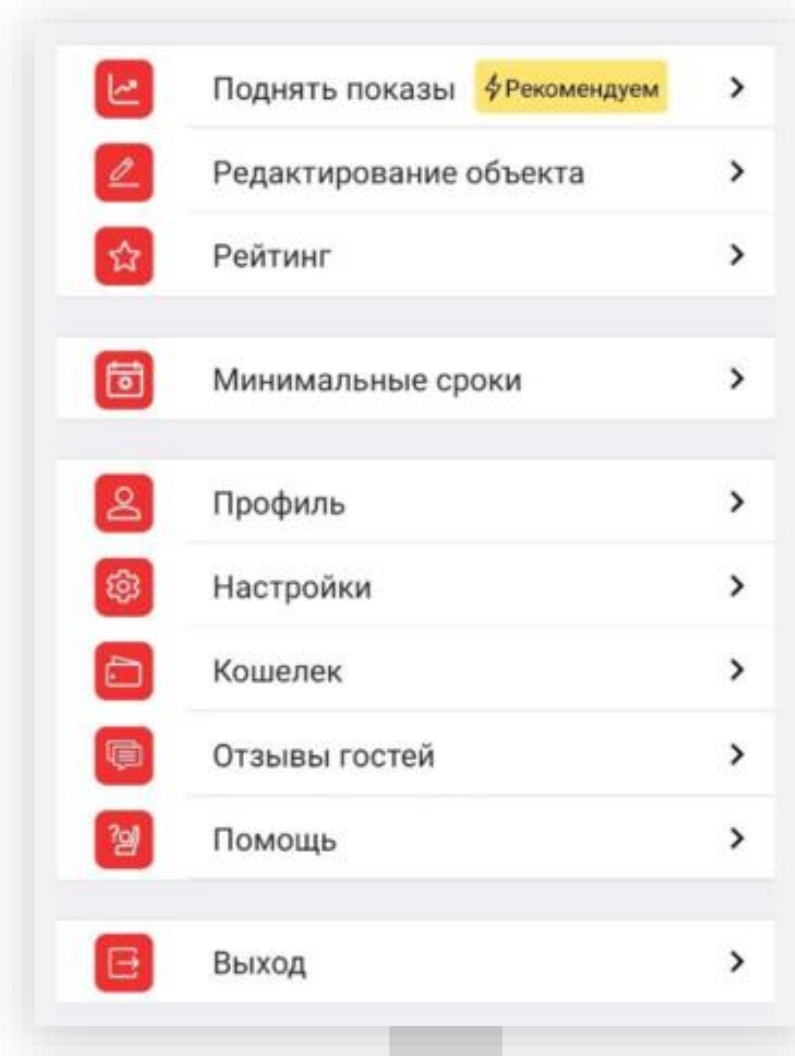 Поднять показы Рекомендуем
Редактирование объекта
Рейтинг
Минимальные сроки
Профиль
Настройки
Кошелек
Отзывы гостей
Помощь
Выход